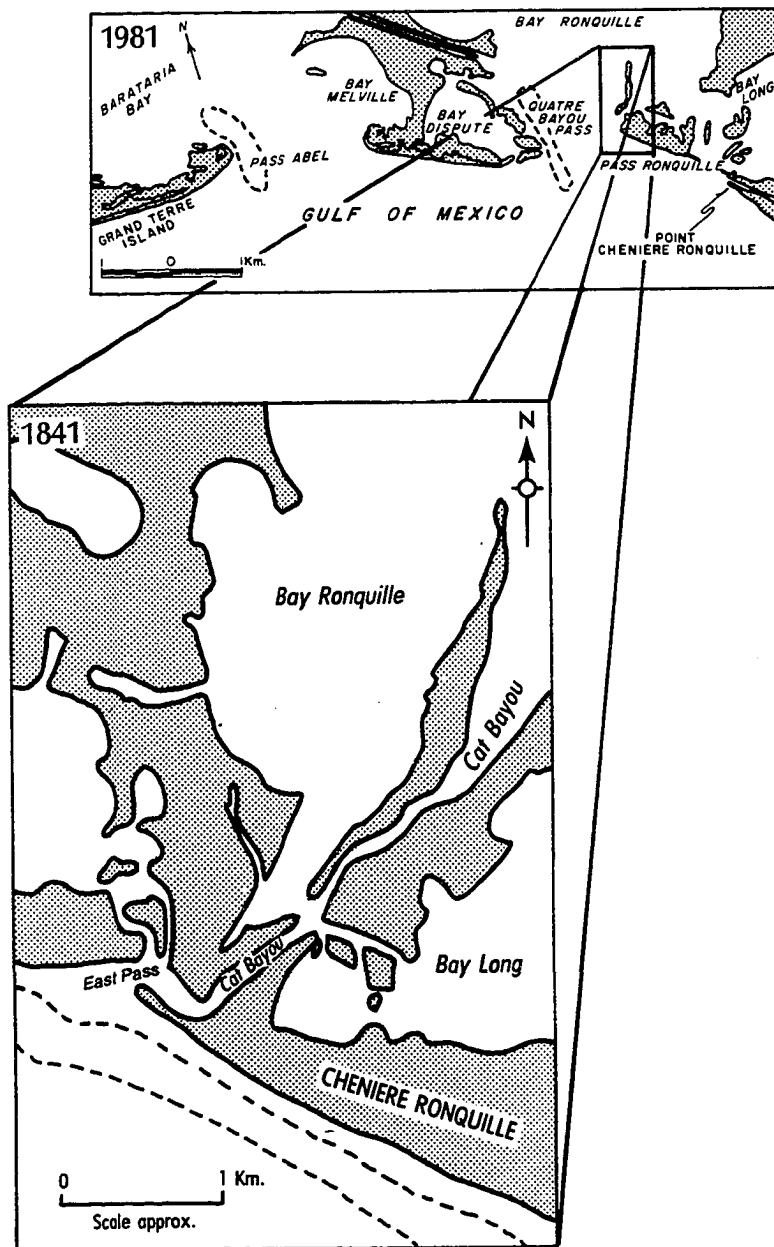 1981
N
BAY RONQUILLE
BARATARIA
BAY
BAY
MELVILLE
BAY
DISPUTE
QUATRE
BAYOU
PASS
BAY
LONG
PASS ABEL
PASS RONQUILLE
GRAND TERRE
ISLAND
GULF OF MEXICO
POINT
CHENIERE RONQUILLE
1 0 1Km.
1841
N
Bay Ronquille
Cat Bayou
East Pass
Cat Bayou
Bay Long
CHENIERE RONQUILLE
0 1 Km.
Scale approx.